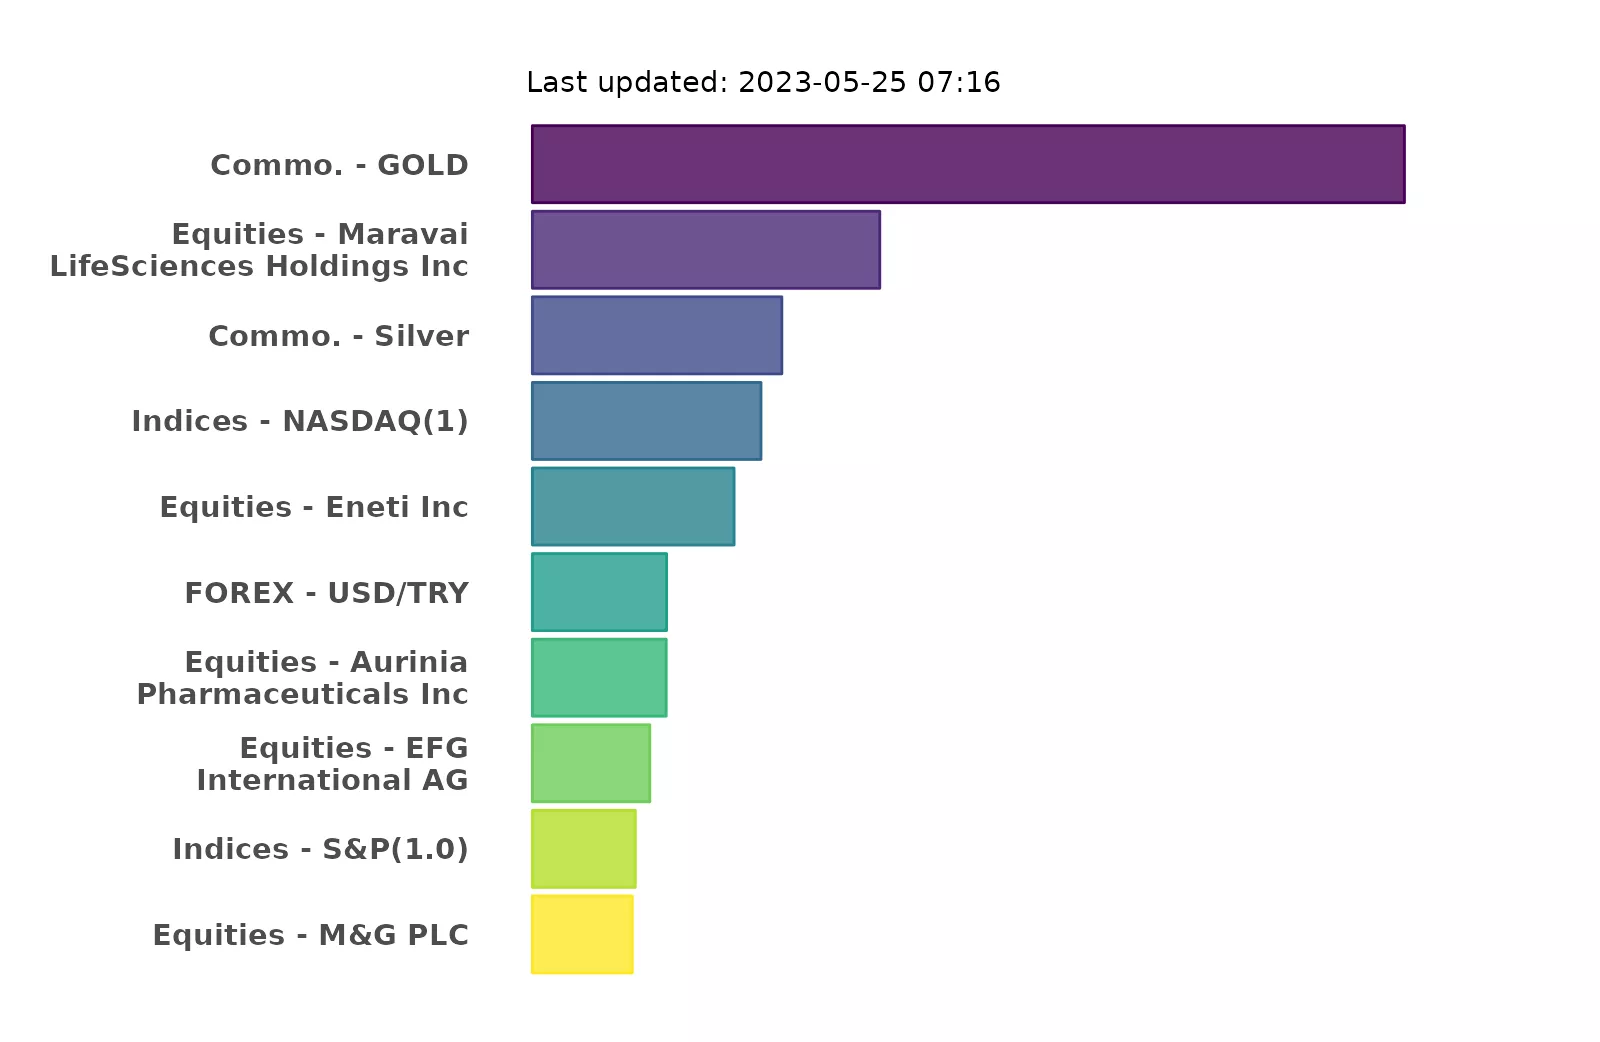 Last updated: 2023-05-25 07:16
Commo. - GOLD
Equities - Maravai
LifeSciences Holdings Inc
Commo. - Silver
Indices - NASDAQ(1)
Equities - Eneti Inc
FOREX - USD/TRY
Equities - Aurinia
Pharmaceuticals Inc
Equities - EFG
International AG
Indices - S&P(1.0)
Equities - M&G PLC